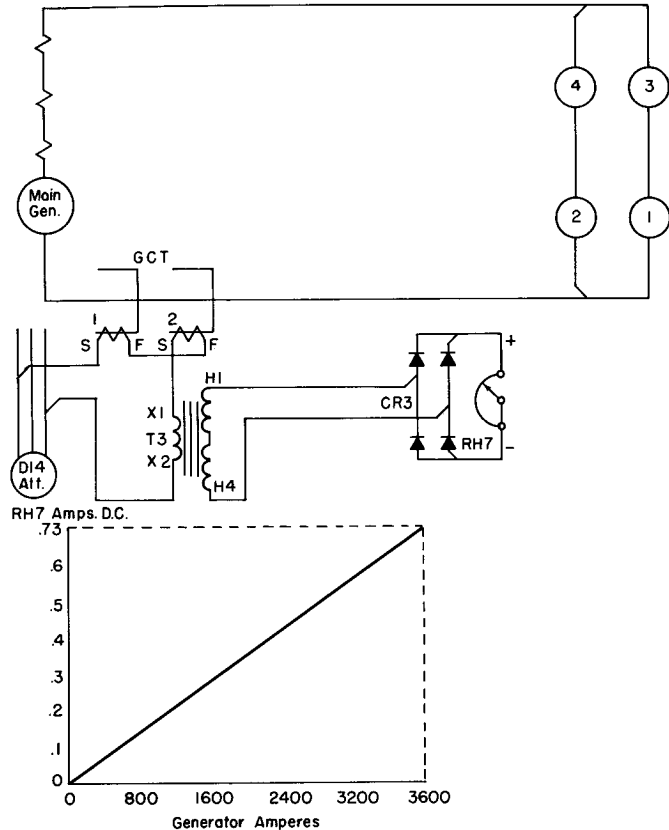 4
3
Main
Gen.
2
1
GCT
1
2
S
F
S
F
H1
X1
T3
X2
H4
CR3
RH7
+
-
D14
Alt.
RH7 Amps. D.C.
.73
.6
.5
.4
.3
.2
.1
0
0 800 1600 2400 3200 3600
Generator Amperes